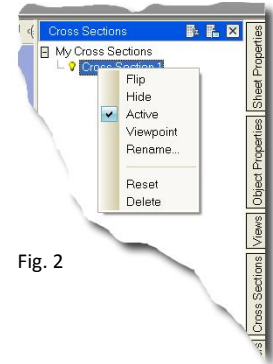 Cross Sections
My Cross Sections
Cross Section 1
Flip
Hide
Active
Viewpoint
Rename...
Reset
Delete
Sheet Properties
Object Properties
Views
Cross Sections
Fig. 2